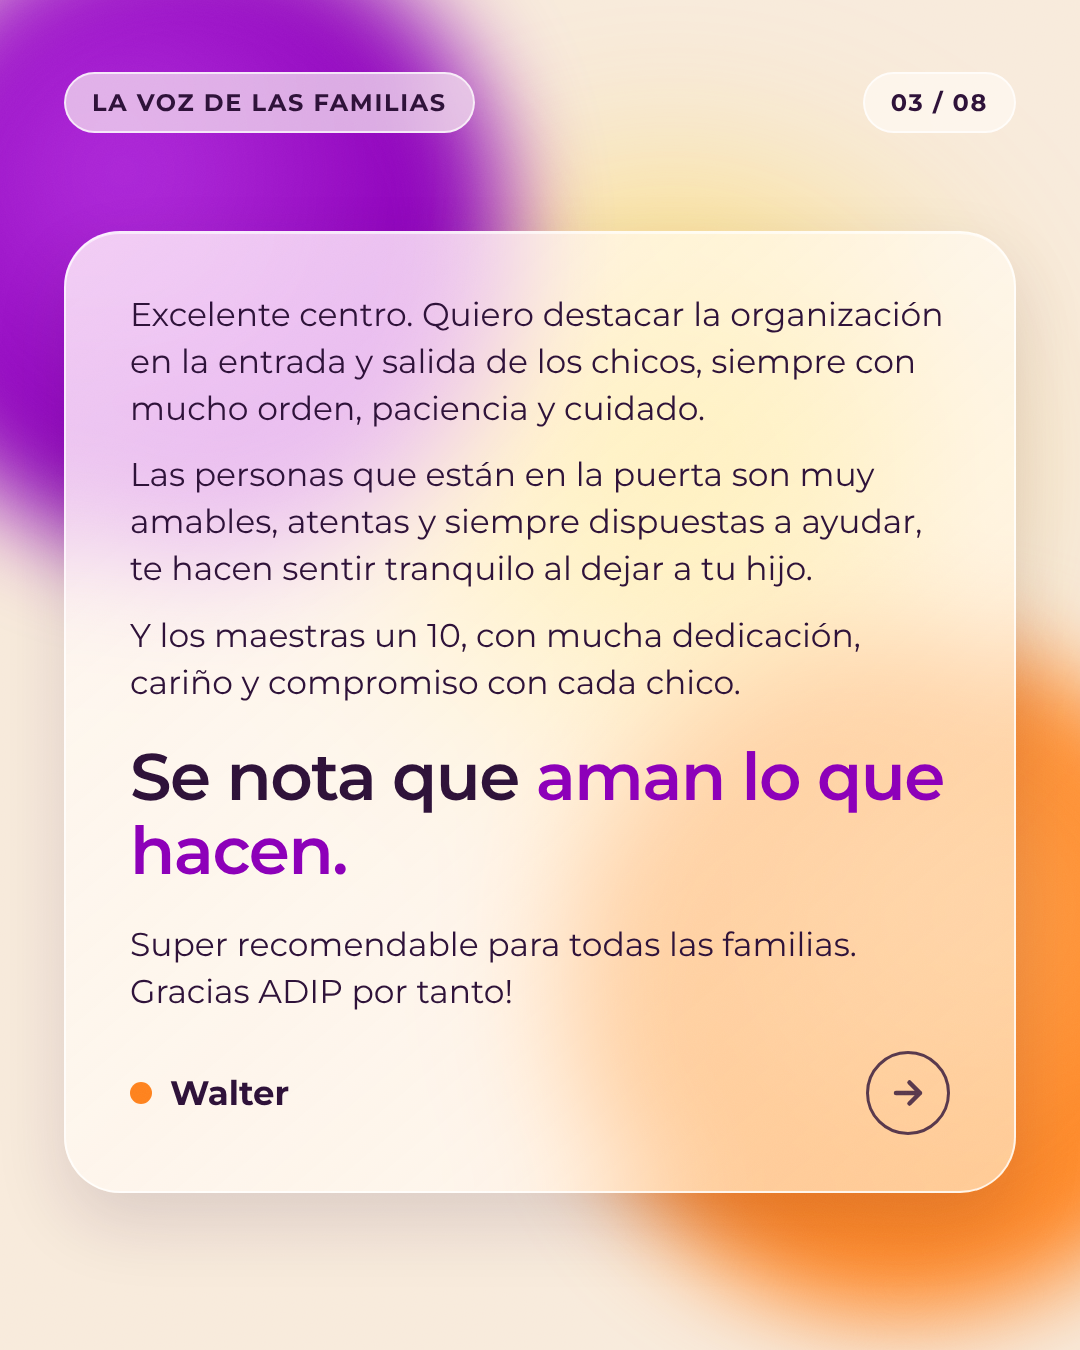 LA VOZ DE LAS FAMILIAS
03 / 08
Excelente centro. Quiero destacar la organización
en la entrada y salida de los chicos, siempre con
mucho orden, paciencia y cuidado.
Las personas que están en la puerta son muy
amables, atentas y siempre dispuestas a ayudar,
te hacen sentir tranquilo al dejar a tu hijo.
Y los maestras un 10, con mucha dedicación,
cariño y compromiso con cada chico.
Se nota que aman lo que
hacen.
Super recomendable para todas las familias.
Gracias ADIP por tanto!
Walter